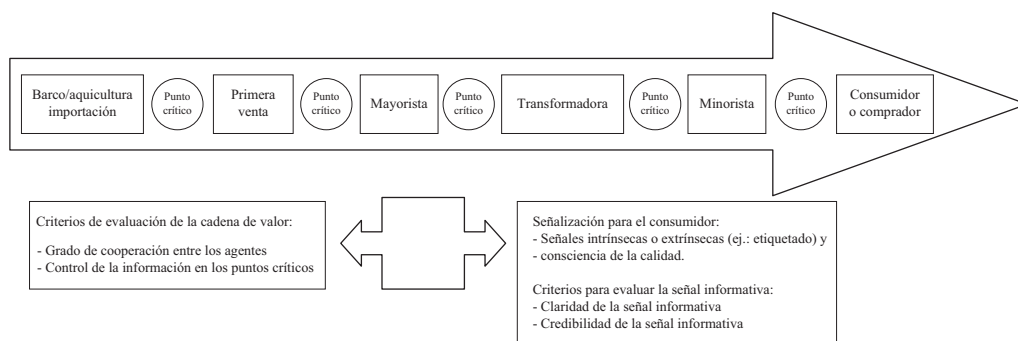 Barco/aquicultura
importación
Punto
crítico
Primera
venta
Punto
crítico
Mayorista
Punto
crítico
Transformadora
Punto
crítico
Minorista
Punto
crítico
Consumidor
o comprador
Criterios de evaluación de la cadena de valor:
- Grado de cooperación entre los agentes
- Control de la información en los puntos críticos
Señalización para el consumidor:
- Señales intrínsecas o extrínsecas (ej.: etiquetado) y
- consciencia de la calidad.
Criterios para evaluar la señal informativa:
- Claridad de la señal informativa
- Credibilidad de la señal informativa